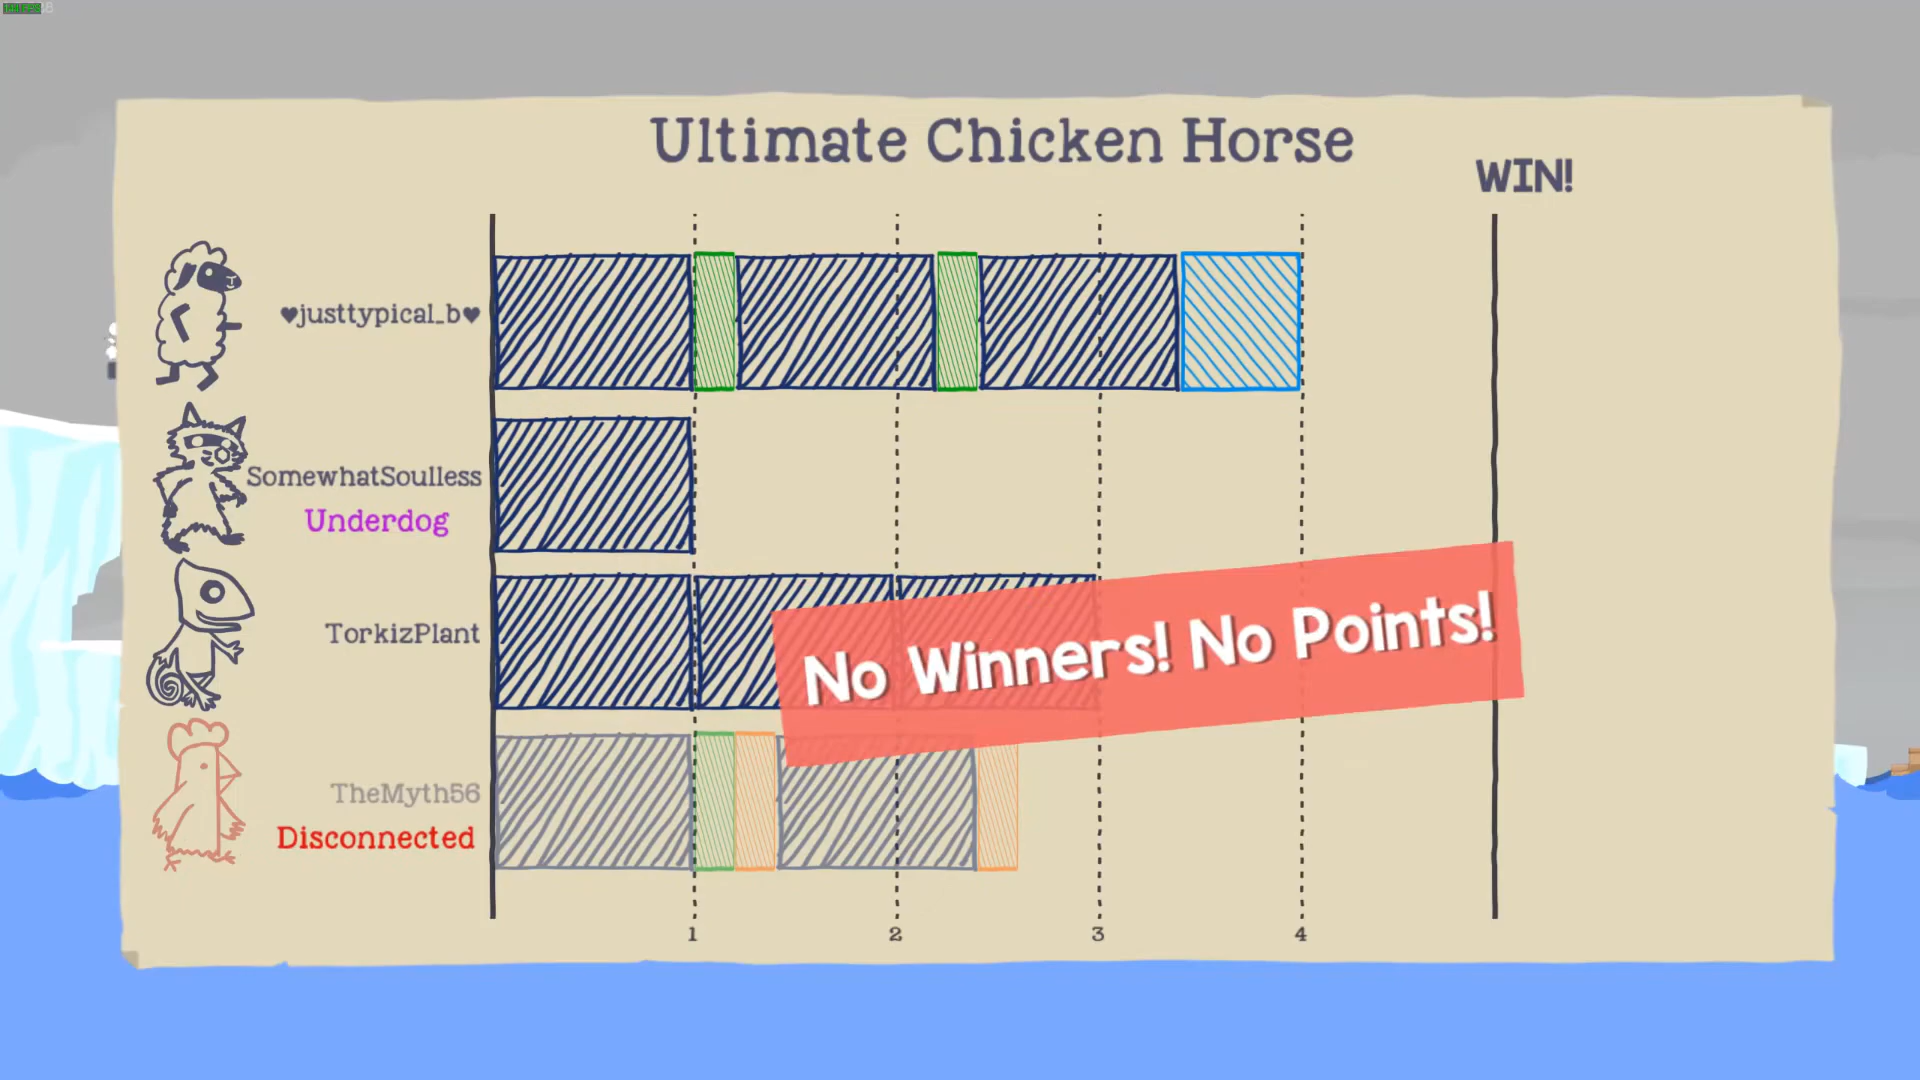 Ultimate Chicken Horse
WIN!
♥justtypical_b♥
SomewhatSoulless
Underdog
TorkizPlant
No Winners! No Points!
TheMyth56
Disconnected
1 2 3 4